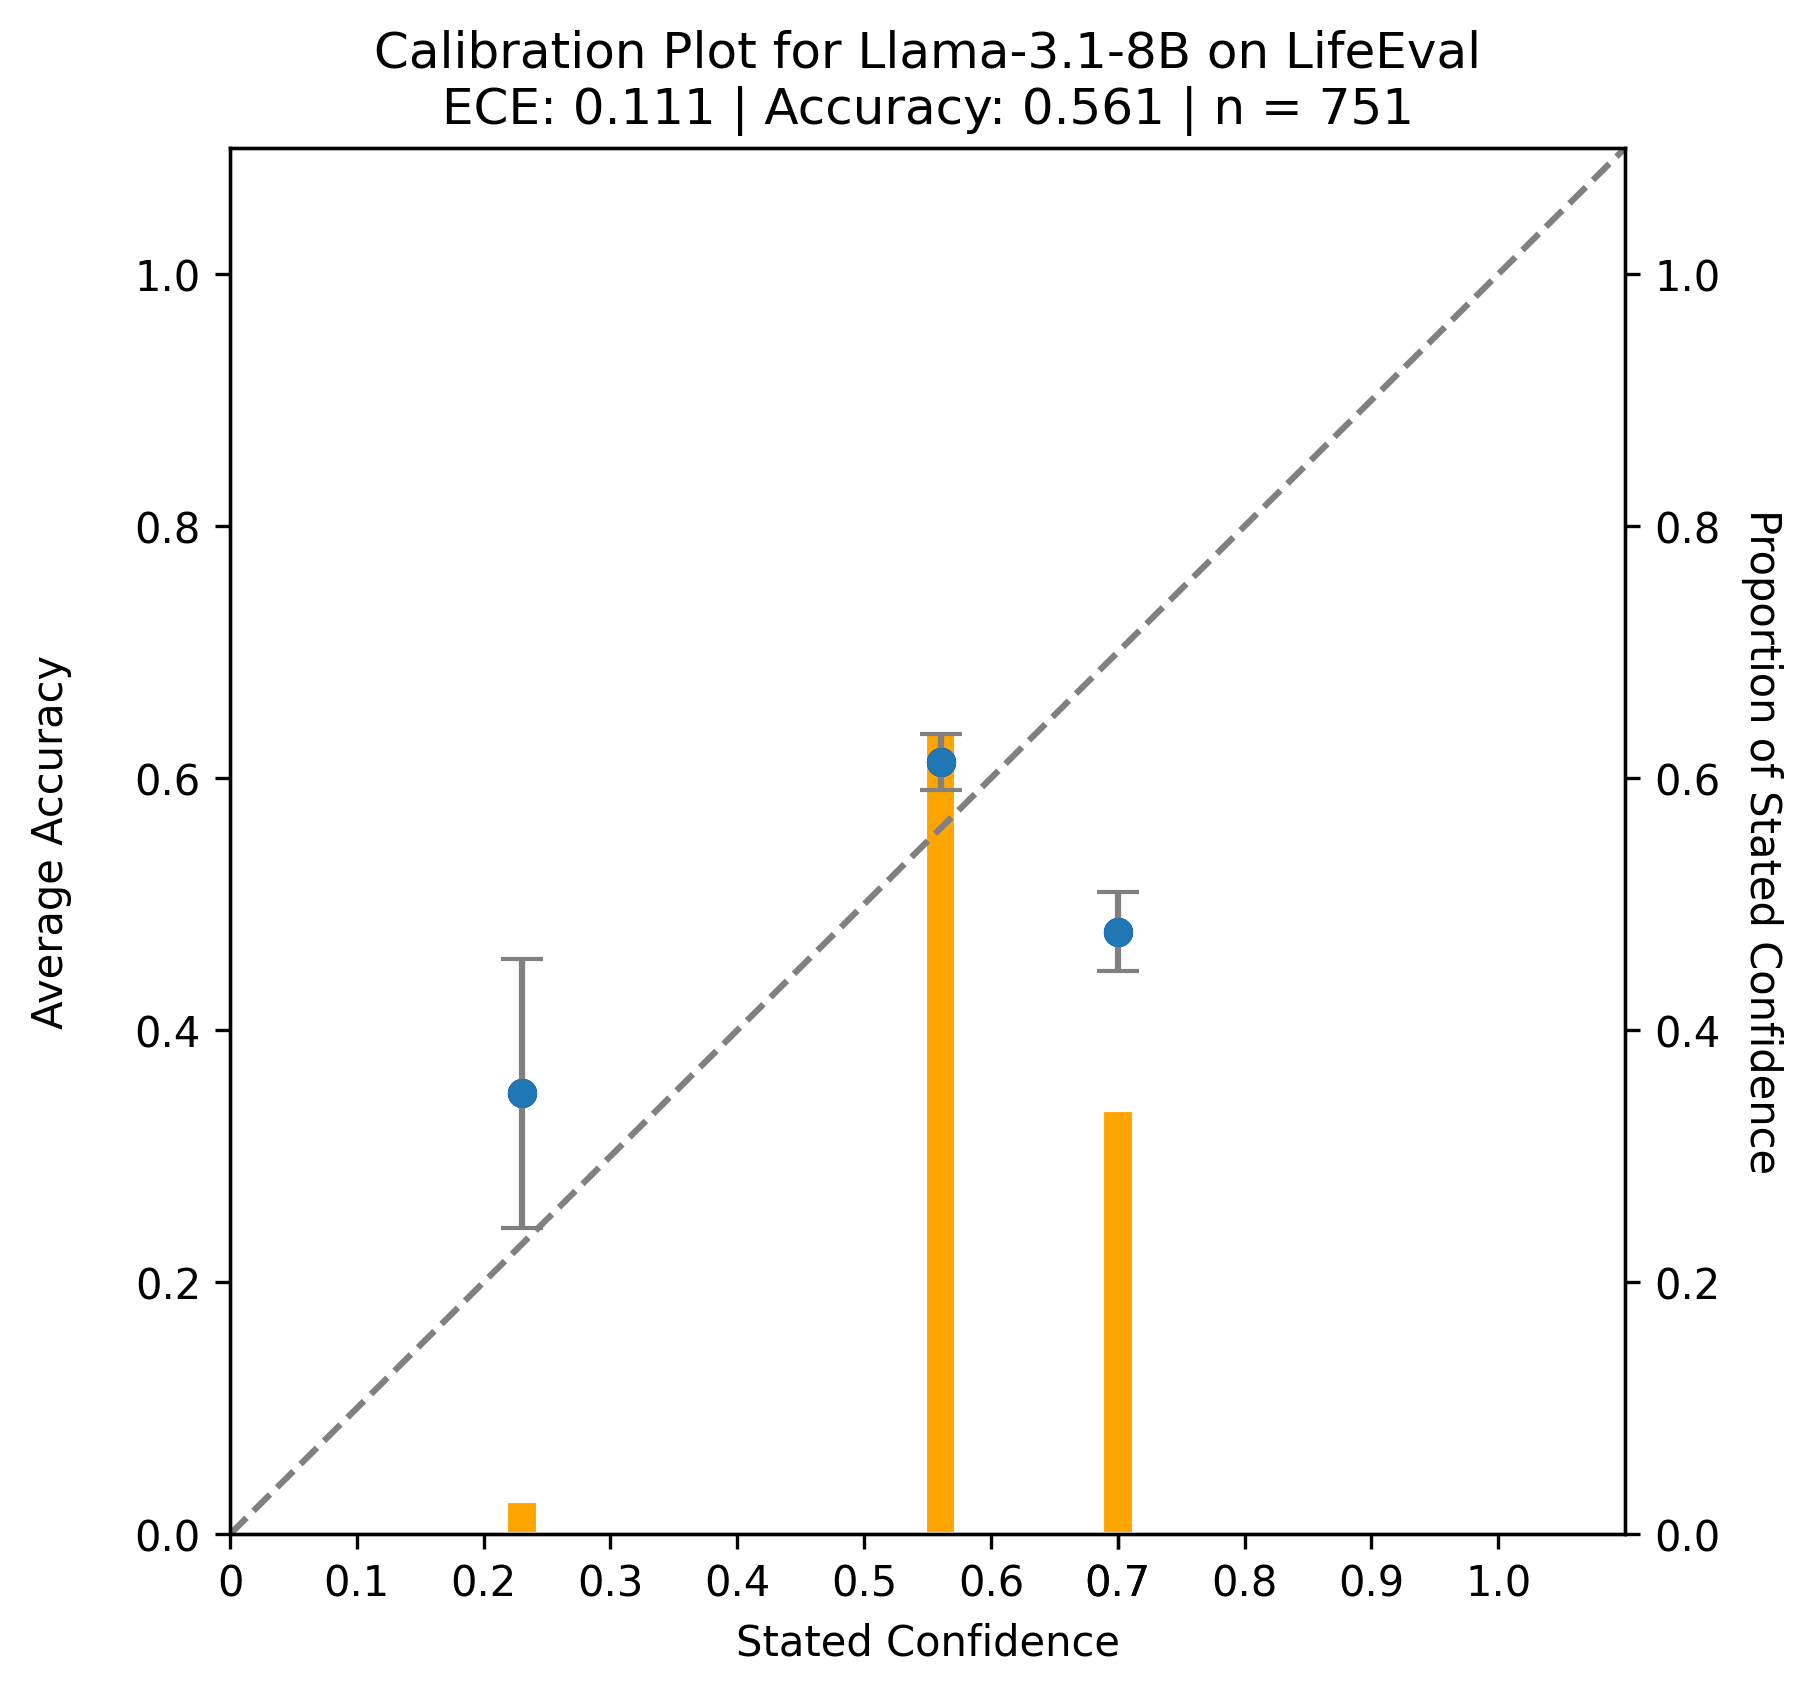 Calibration Plot for Llama-3.1-8B on LifeEval
ECE: 0.111 | Accuracy: 0.561 | n = 751
Average Accuracy
1.0
0.8
0.6
0.4
0.2
0.0
1.0
0.8
0.6
0.4
0.2
0.0
Proportion of Stated Confidence
0 0.1 0.2 0.3 0.4 0.5 0.6 0.7 0.8 0.9 1.0
Stated Confidence